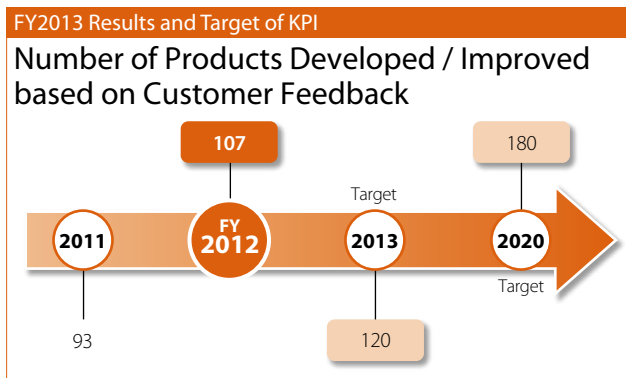 FY2013 Results and Target of KPI
Number of Products Developed / Improved
based on Customer Feedback
107
180
Target
2011
FY
2012
2013
2020
Target
93
120